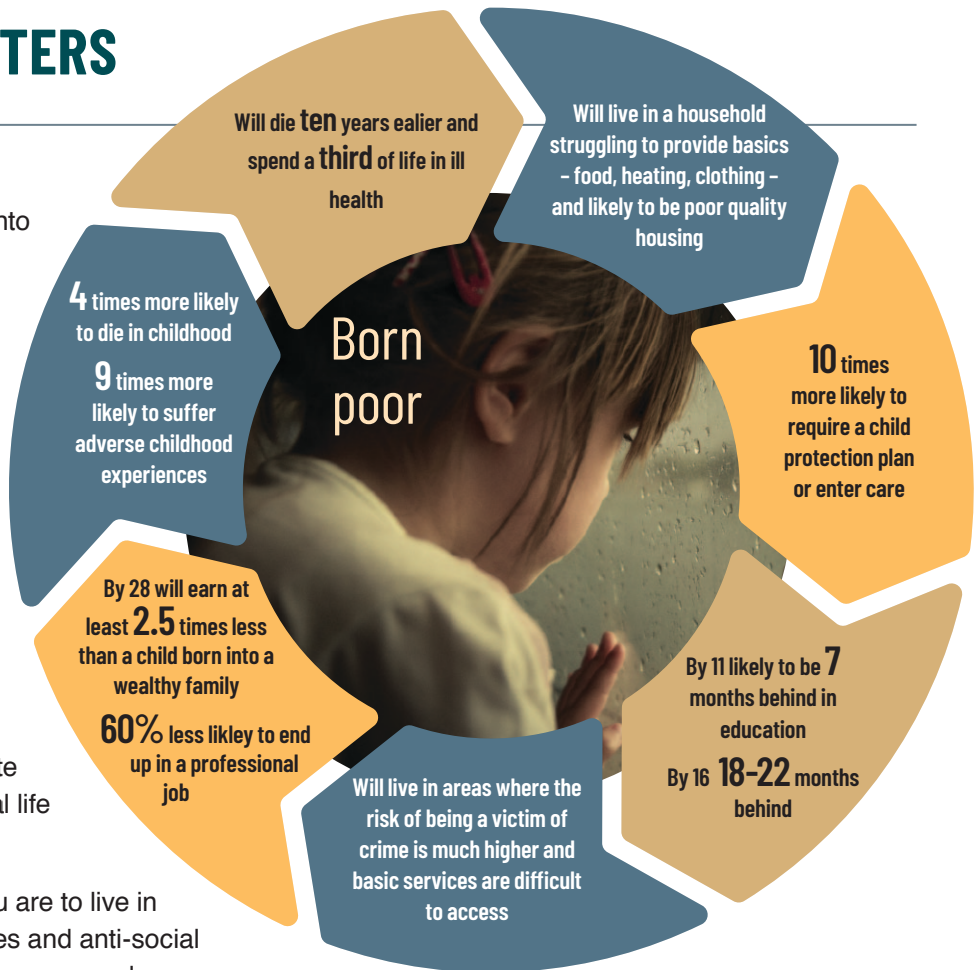 TERS
Will die ten years ealier and
spend a third of life in ill
health
Will live in a household
struggling to provide basics
– food, heating, clothing –
and likely to be poor quality
housing
10 times
more likely to
require a child
protection plan
or enter care
By 11 likely to be 7
months behind in
education
By 16 18-22 months
behind
Will live in areas where the
risk of being a victim of
crime is much higher and
basic services are difficult
to access
By 28 will earn at
least 2.5 times less
than a child born into a
wealthy family
60% less likley to end
up in a professional
job
4 times more likely
to die in childhood
9 times more
likely to suffer
adverse childhood
experiences
Born
poor
nto
te
al life
u are to live in
es and anti-social